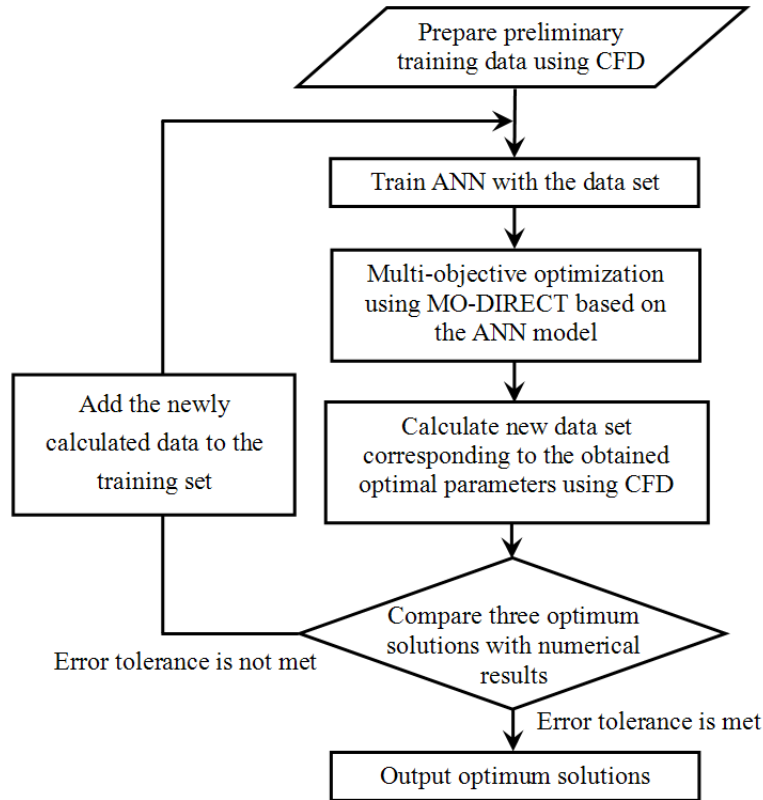 Prepare preliminary
training data using CFD
Train ANN with the data set
Multi-objective optimization
using MO-DIRECT based on
the ANN model
Add the newly
calculated data to the
training set
Calculate new data set
corresponding to the obtained
optimal parameters using CFD
Compare three optimum
solutions with numerical
results
Error tolerance is not met
Error tolerance is met
Output optimum solutions